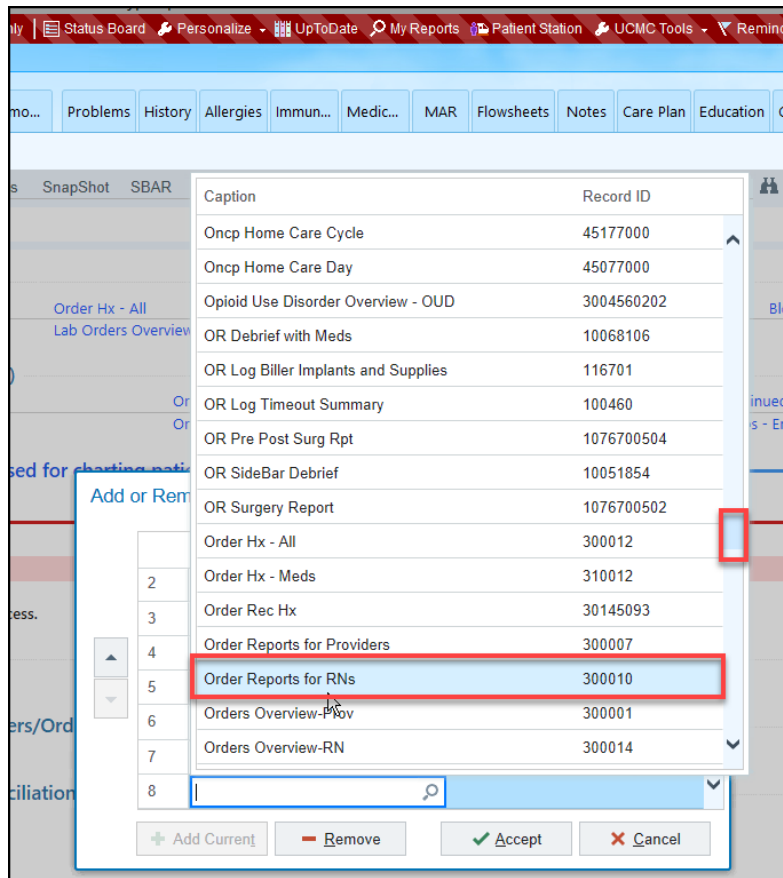 Status Board Personalize UpToDate My Reports Patient Station UCMC Tools
Problems History Allergies Immun... Medic... MAR Flowsheets Notes Care Plan Education
SnapShot SBAR
Caption Record ID
Oncp Home Care Cycle 45177000
Oncp Home Care Day 45077000
Opioid Use Disorder Overview - OUD 3004560202
Order Hx - All
OR Debrief with Meds 10068106
Lab Orders Overview
OR Log Biller Implants and Supplies 116701
OR Log Timeout Summary 100460
OR Pre Post Surg Rpt 1076700504
OR SideBar Debrief 10051854
sed for charting pati
Add or Rem
OR Surgery Report 1076700502
Order Hx - All 300012
2 Order Hx - Meds 310012
3 Order Rec Hx 30145093
cess.
4 Order Reports for Providers 300007
5 Order Reports for RNs 300010
6 Orders Overview-Prov 300001
ers/Ord
7 Orders Overview-RN 300014
8
ciliation
Add Current Remove Accept Cancel